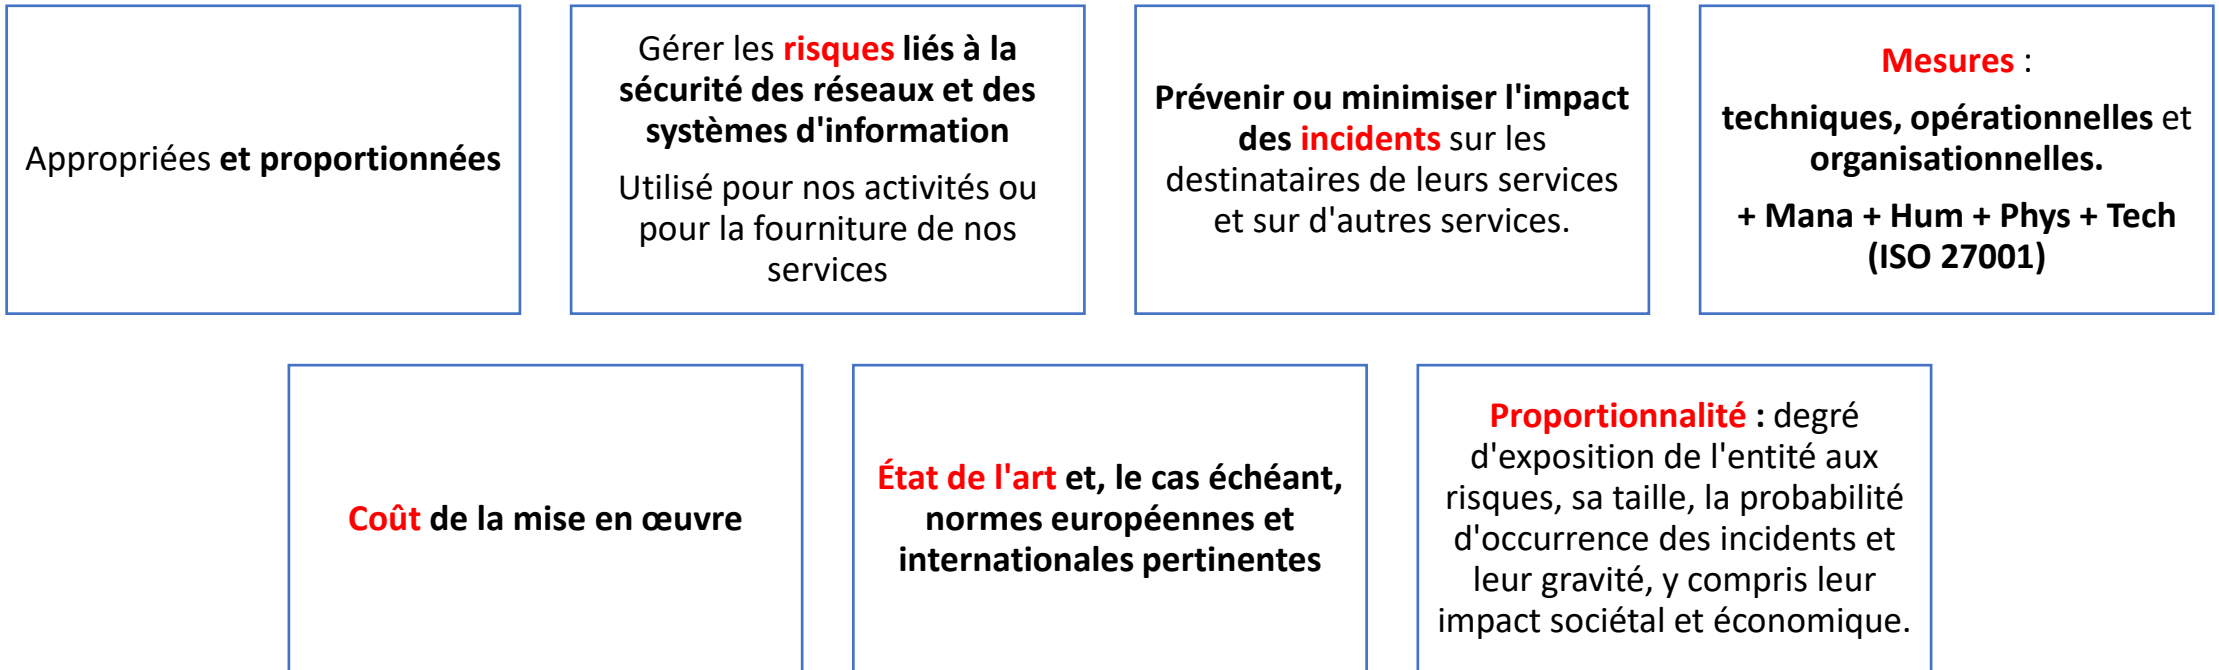 Appropriées et proportionnées
Gérer les risques liés à la
sécurité des réseaux et des
systèmes d'information
Utilisé pour nos activités ou
pour la fourniture de nos
services
Prévenir ou minimiser l'impact
des incidents sur les
destinataires de leurs services
et sur d'autres services.
Mesures :
techniques, opérationnelles et
organisationnelles.
+ Mana + Hum + Phys + Tech
(ISO 27001)
Coût de la mise en œuvre
État de l'art et, le cas échéant,
normes européennes et
internationales pertinentes
Proportionnalité : degré
d'exposition de l'entité aux
risques, sa taille, la probabilité
d'occurrence des incidents et
leur gravité, y compris leur
impact sociétal et économique.